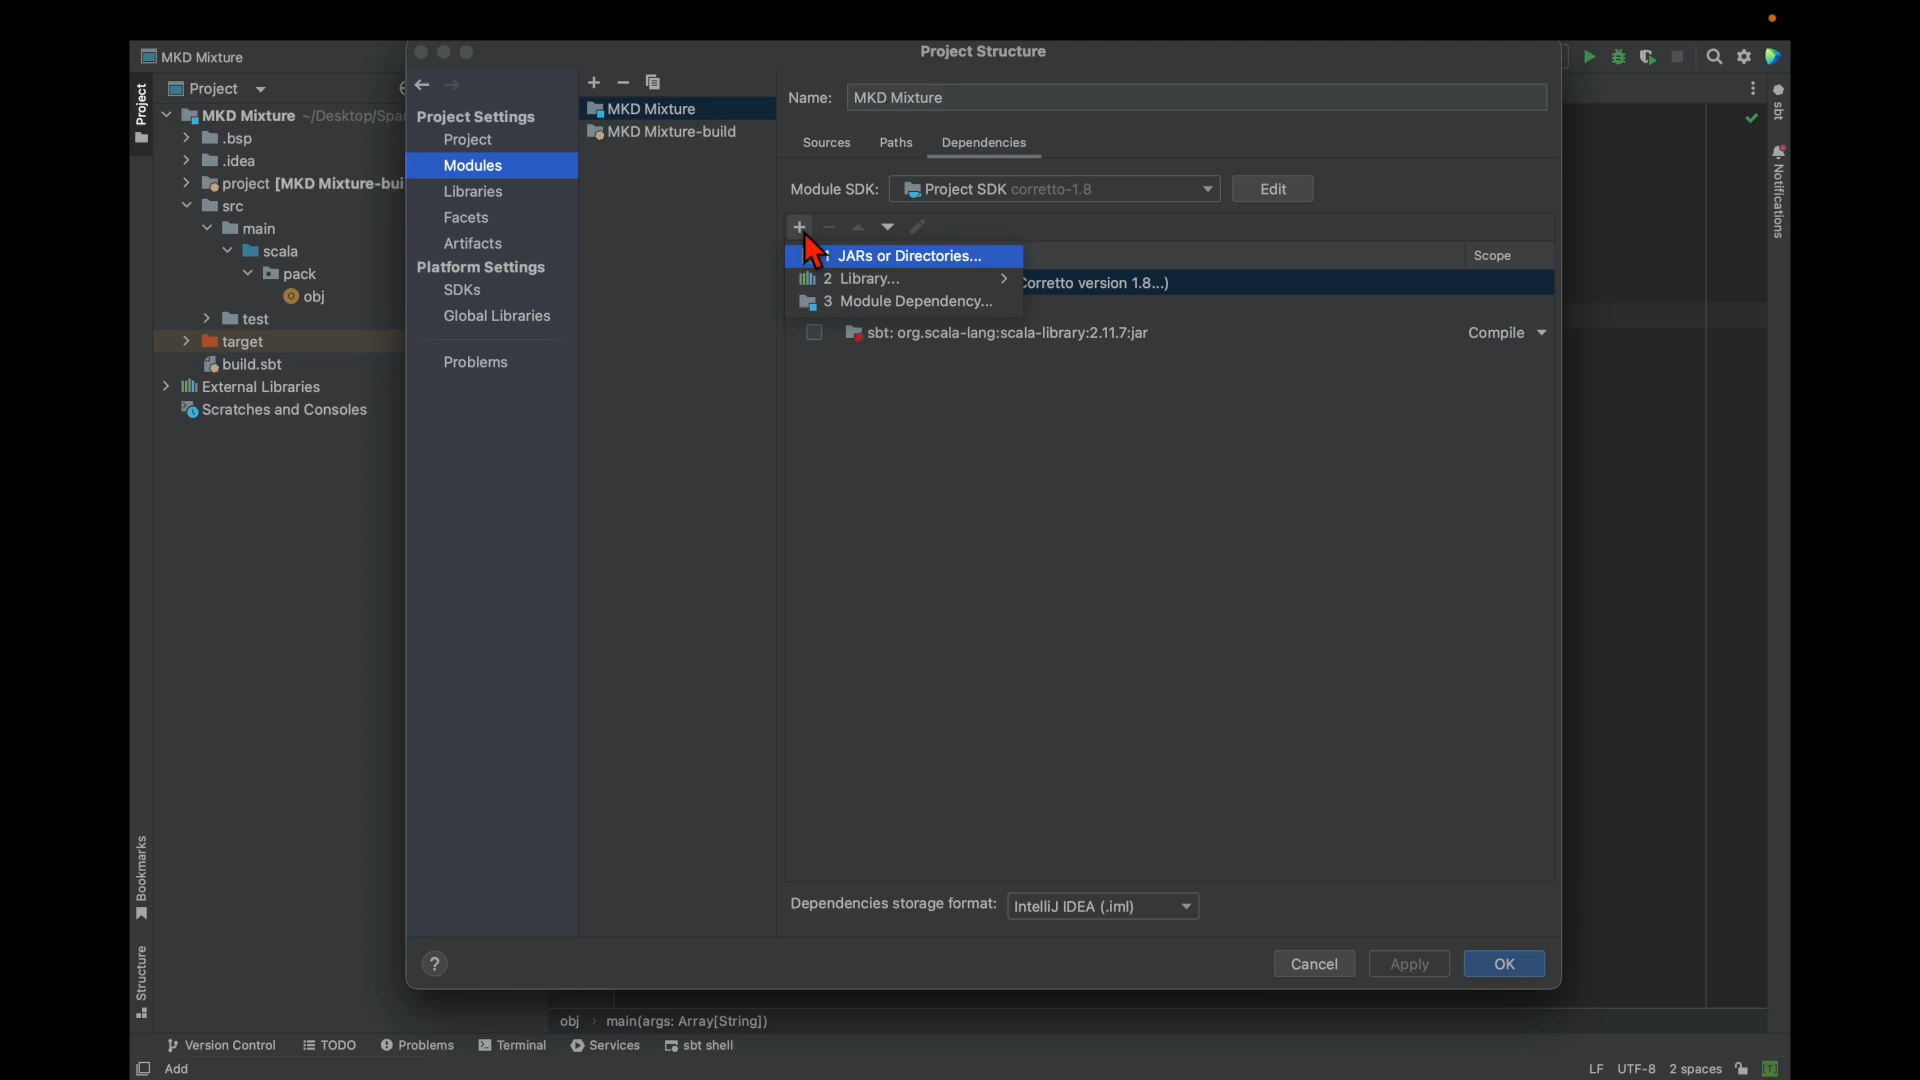 MKD Mixture
Project Structure
Project
Project
MKD Mixture ~/Desktop/Spa
.bsp
.idea
project [MKD Mixture-bui
src
main
scala
pack
obj
test
target
build.sbt
External Libraries
Scratches and Consoles
Bookmarks
Structure
Project Settings
Project
Modules
Libraries
Facets
Artifacts
Platform Settings
SDKs
Global Libraries
Problems
MKD Mixture
MKD Mixture-build
Name: MKD Mixture
Sources Paths Dependencies
Module SDK: Project SDK corretto-1.8 Edit
Scope
1 JARs or Directories...
2 Library...
3 Module Dependency...
Corretto version 1.8...)
sbt: org.scala-lang:scala-library:2.11.7:jar Compile
Dependencies storage format: IntelliJ IDEA (.iml)
? Cancel Apply OK
sbt
Notifications
obj main(args: Array[String])
Version Control TODO Problems Terminal Services sbt shell
Add LF UTF-8 2 spaces [T]